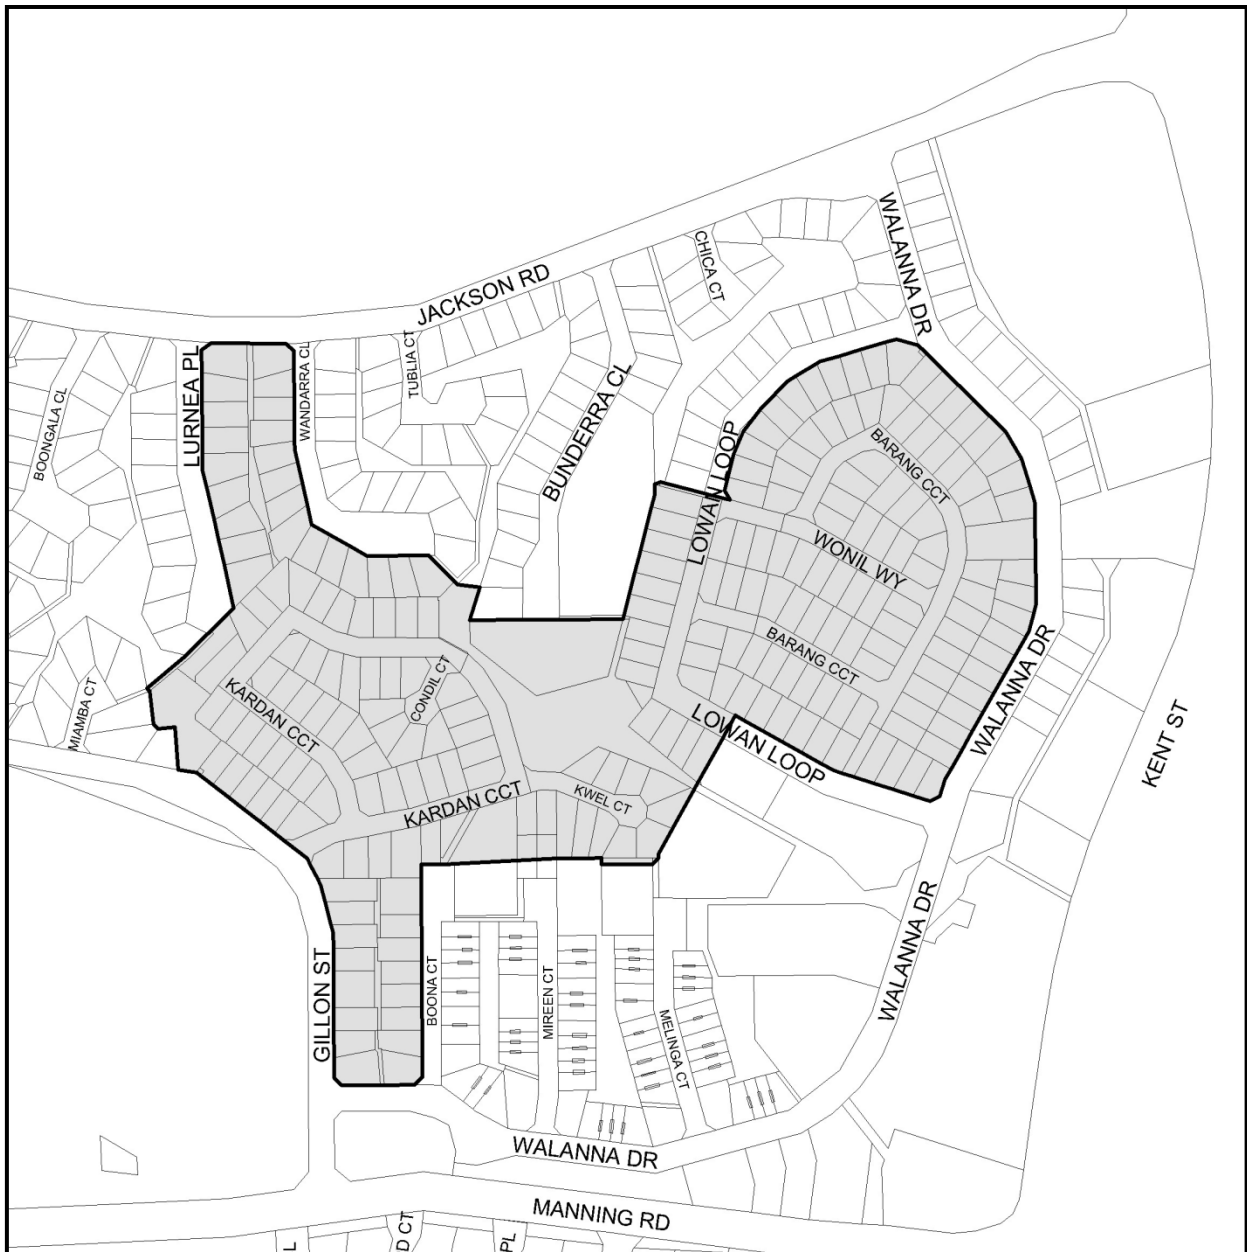 WALANNA DR
CHICA CT
JACKSON RD
TUBLIA CT
LURNEA PL
WANDARRA CL
BOONGALA CL
BUNDERRA CL
LOWAN LOOP
BARANG CCT
WONIL WY
BARANG CCT
CONDIL CT
MIAMBA CT
KARDAN CCT
LOWAN LOOP
WALANNA DR
KENT ST
KARDAN CCT
KWEL CT
GILLON ST
BOONA CT
MIREEN CT
MELINGA CT
WALANNA DR
WALANNA DR
MANNING RD
L
D CT
PL